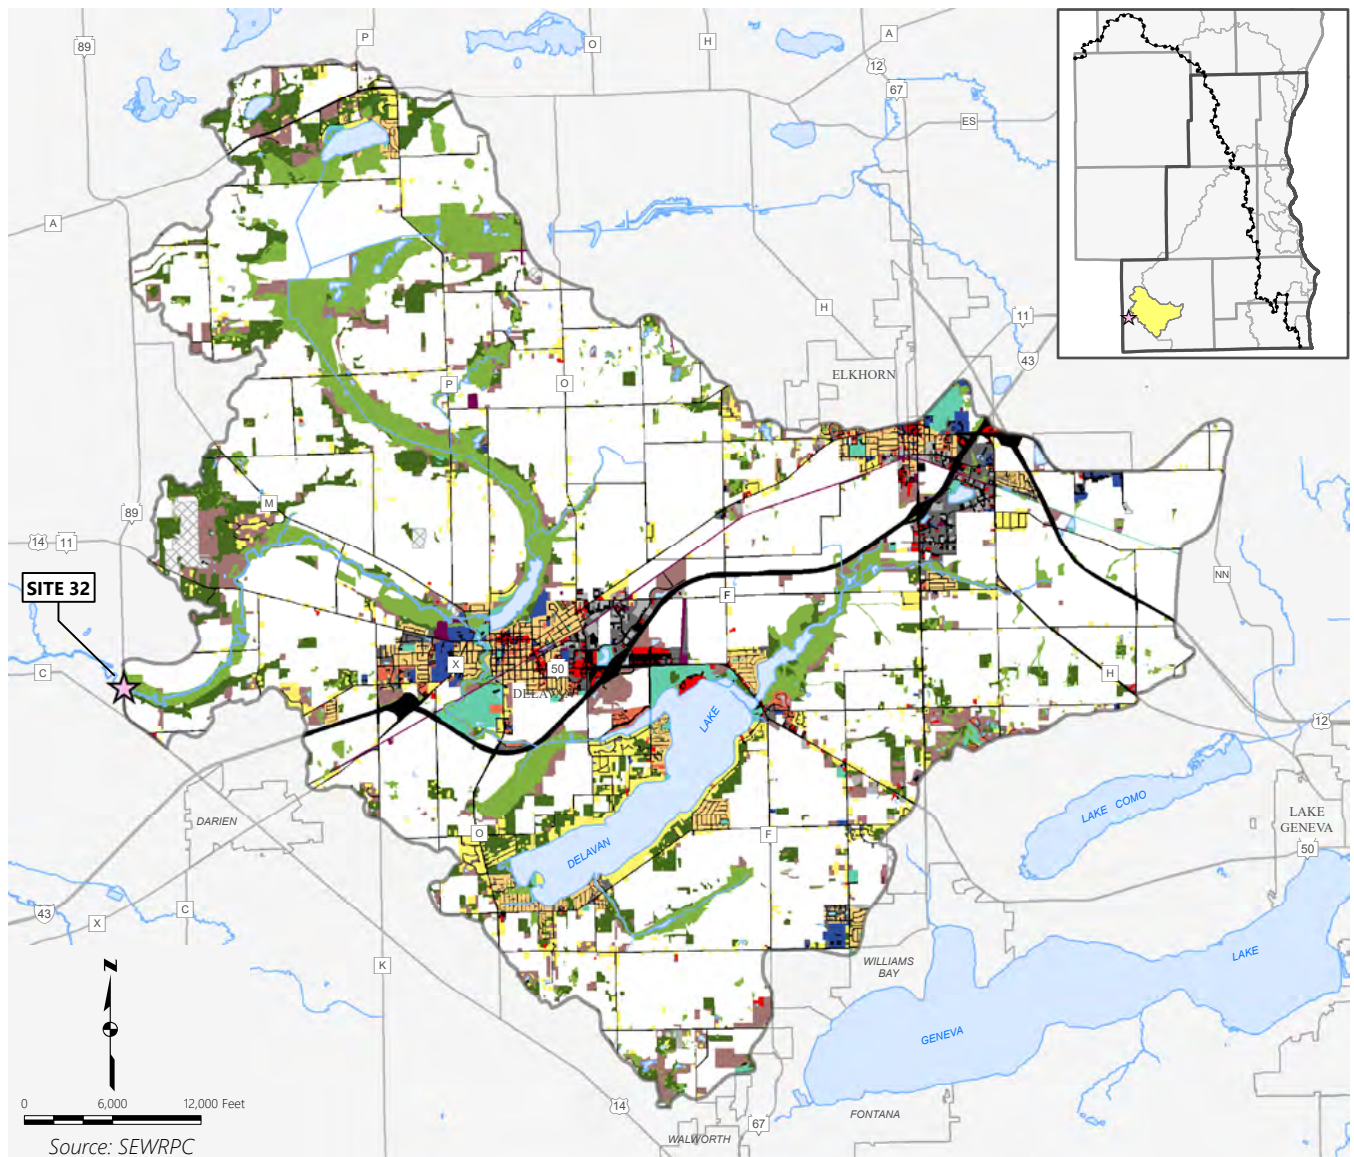 89
P
O
H
A
12
67
ES
A
H
11
43
ELKHORN
P
O
M
89
14
11
SITE 32
C
F
NN
X
50
DELAVAN
H
12
LAKE
LAKE COMO
LAKE
GENEVA
50
DARIEN
O
DELAVAN
F
43
X
C
K
WILLIAMS
BAY
LAKE
GENEVA
N
0
6,000
12,000 Feet
Source: SEWRPC
14
WALWORTH
67
FONTANA